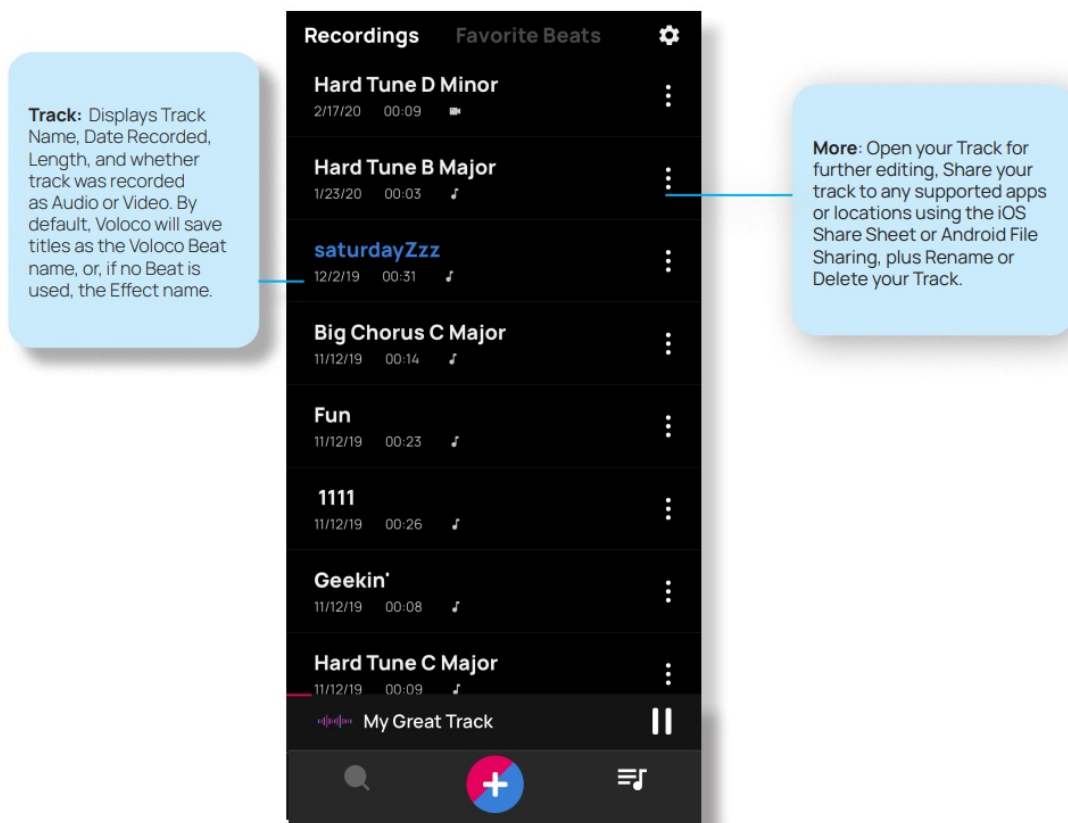 Recordings Favorite Beats
Track: Displays Track
Name, Date Recorded,
Length, and whether
track was recorded
as Audio or Video. By
default, Voloco will save
titles as the Voloco Beat
name, or, if no Beat is
used, the Effect name.
Hard Tune D Minor
2/17/20 00:09
Hard Tune B Major
1/23/20 00:03
saturdayZzz
12/2/19 00:31
Big Chorus C Major
11/12/19 00:14
Fun
11/12/19 00:23
1111
11/12/19 00:26
Geekin'
11/12/19 00:08
Hard Tune C Major
11/12/19 00:09
My Great Track
More: Open your Track for
further editing, Share your
track to any supported apps
or locations using the iOS
Share Sheet or Android File
Sharing, plus Rename or
Delete your Track.